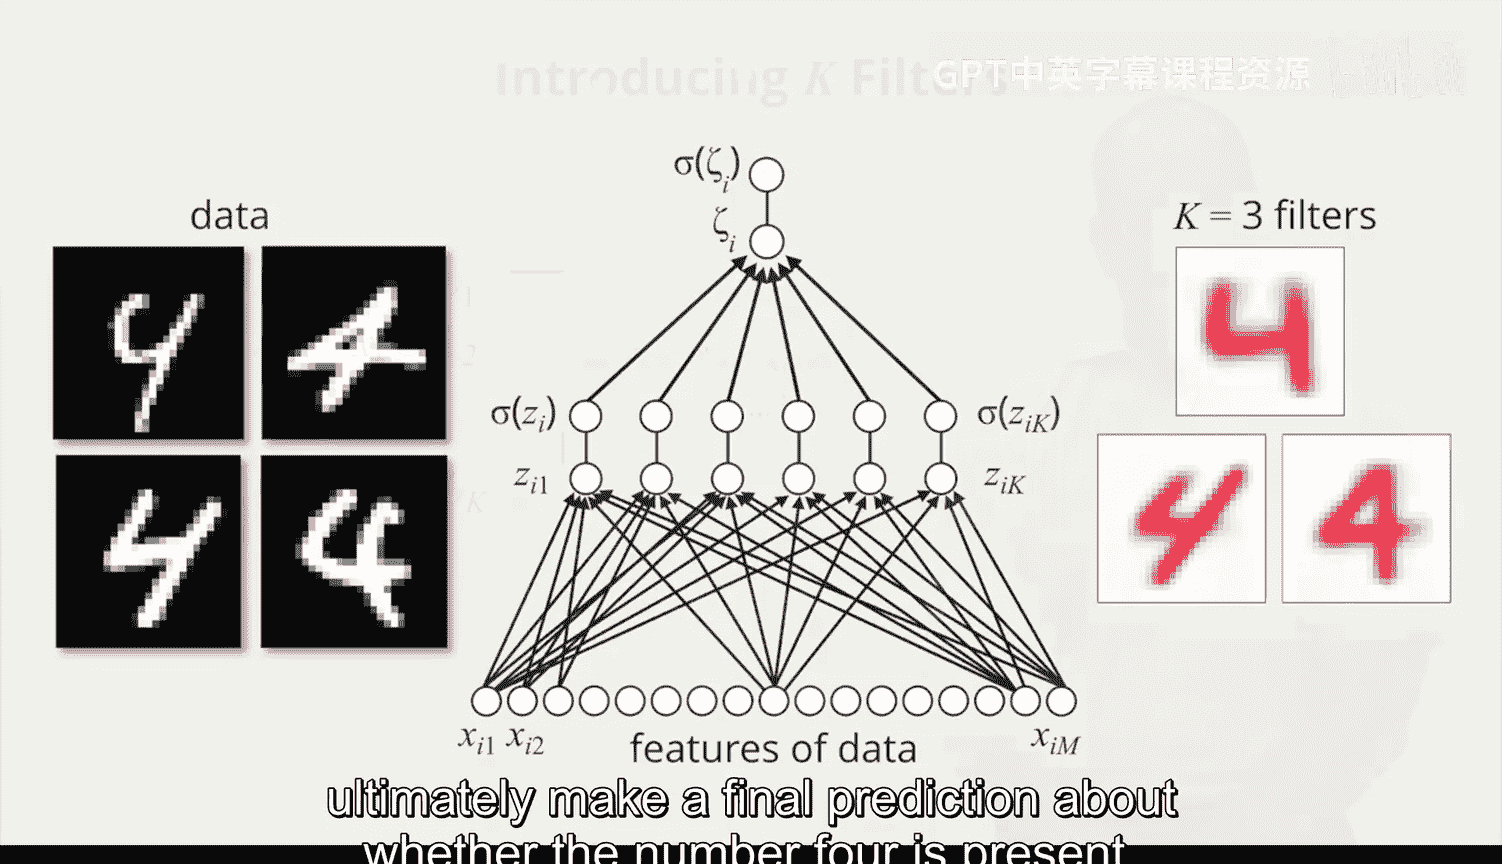 Introducing K Filters
GPT中英字幕课程资源
data
K = 3 filters
σ(ζi)
ζi
σ(zi)
σ(ziK)
zi1
ziK
xi1 xi2
xiM
features of data
ultimately make a final prediction about
whether the number four is present